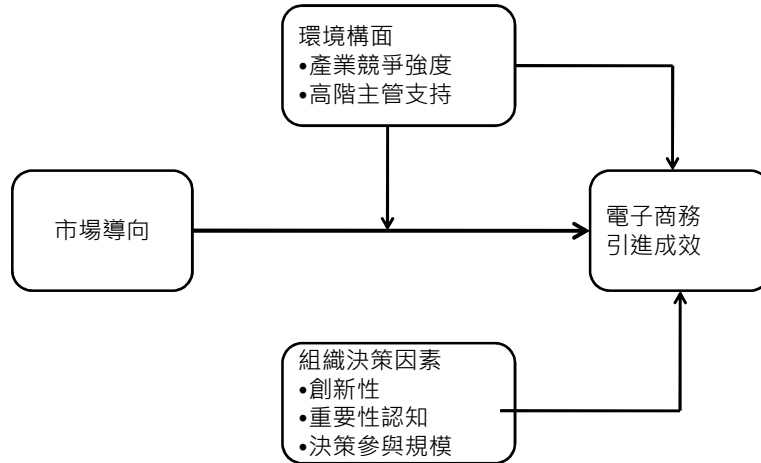 環境構面
•產業競爭強度
•高階主管支持
市場導向
電子商務
引進成效
組織決策因素
•創新性
•重要性認知
•決策參與規模